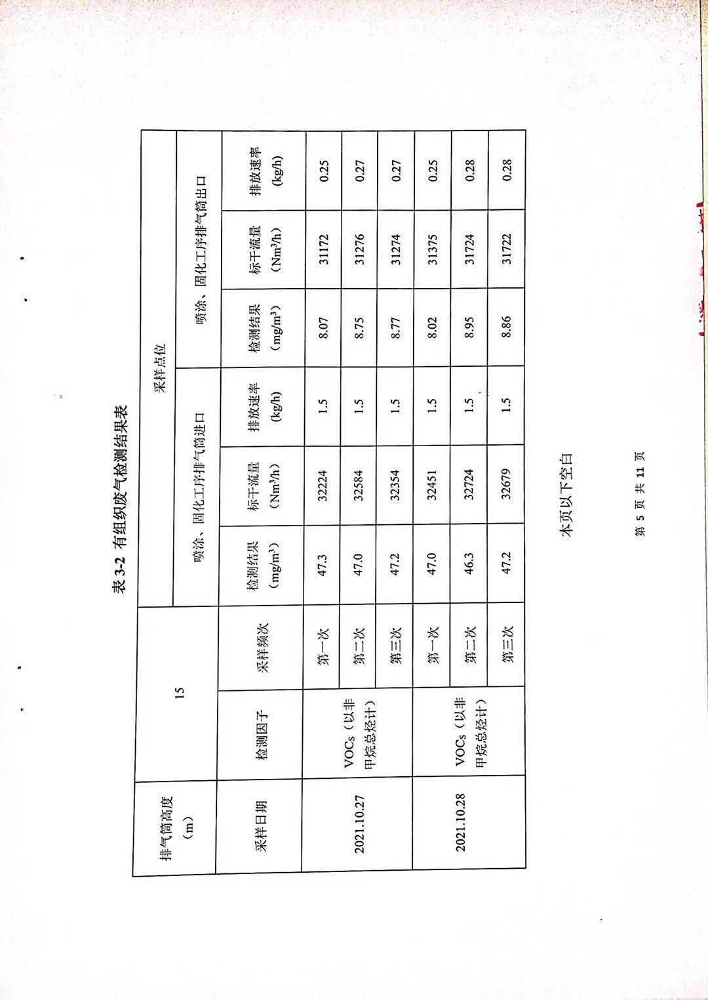 表 3-2 有组织废气检测结果表
排气筒高度
（m）
15
采样点位
喷涂、固化工序排气筒进口
喷涂、固化工序排气筒出口
采样日期
检测因子
采样频次
检测结果
（mg/m³）
标干流量
（Nm³/h）
排放速率
(kg/h)
检测结果
（mg/m³）
标干流量
（Nm³/h）
排放速率
(kg/h)
2021.10.27
VOCs（以非
甲烷总烃计）
第一次 47.3 32224 1.5 8.07 31172 0.25
第二次 47.0 32584 1.5 8.75 31276 0.27
第三次 47.2 32354 1.5 8.77 31274 0.27
2021.10.28
VOCs（以非
甲烷总烃计）
第一次 47.0 32451 1.5 8.02 31375 0.25
第二次 46.3 32724 1.5 8.95 31724 0.28
第三次 47.2 32679 1.5 8.86 31722 0.28
本页以下空白
第 5 页 共 11 页